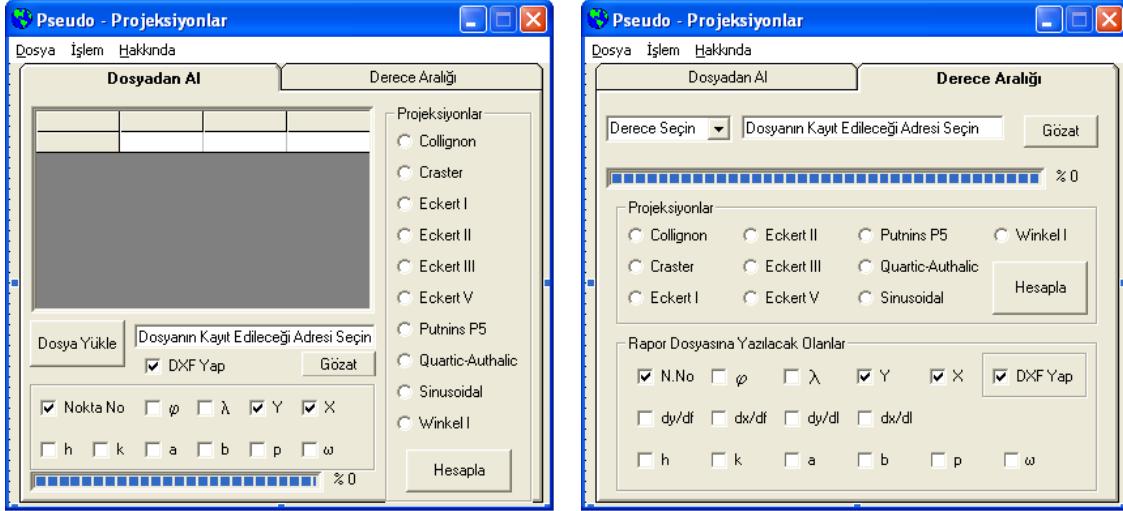 Pseudo - Projeksiyonlar
Dosya İşlem Hakkında
Dosyadan Al Derece Aralığı
Projeksiyonlar
Collignon
Craster
Eckert I
Eckert II
Eckert III
Eckert V
Putnins P5
Quartic-Authalic
Sinusoidal
Winkel I
Hesapla
Dosya Yükle Dosyanın Kayıt Edileceği Adresi Seçin
DXF Yap Gözat
Nokta No φ λ Y X
h k a b p ω
% 0
Pseudo - Projeksiyonlar
Dosya İşlem Hakkında
Dosyadan Al Derece Aralığı
Derece Seçin Dosyanın Kayıt Edileceği Adresi Seçin Gözat
% 0
Projeksiyonlar
Collignon Eckert II Putnins P5 Winkel I
Craster Eckert III Quartic-Authalic
Eckert I Eckert V Sinusoidal Hesapla
Rapor Dosyasına Yazılacak Olanlar
N.No φ λ Y X DXF Yap
dy/df dx/df dy/dl dx/dl
h k a b p ω